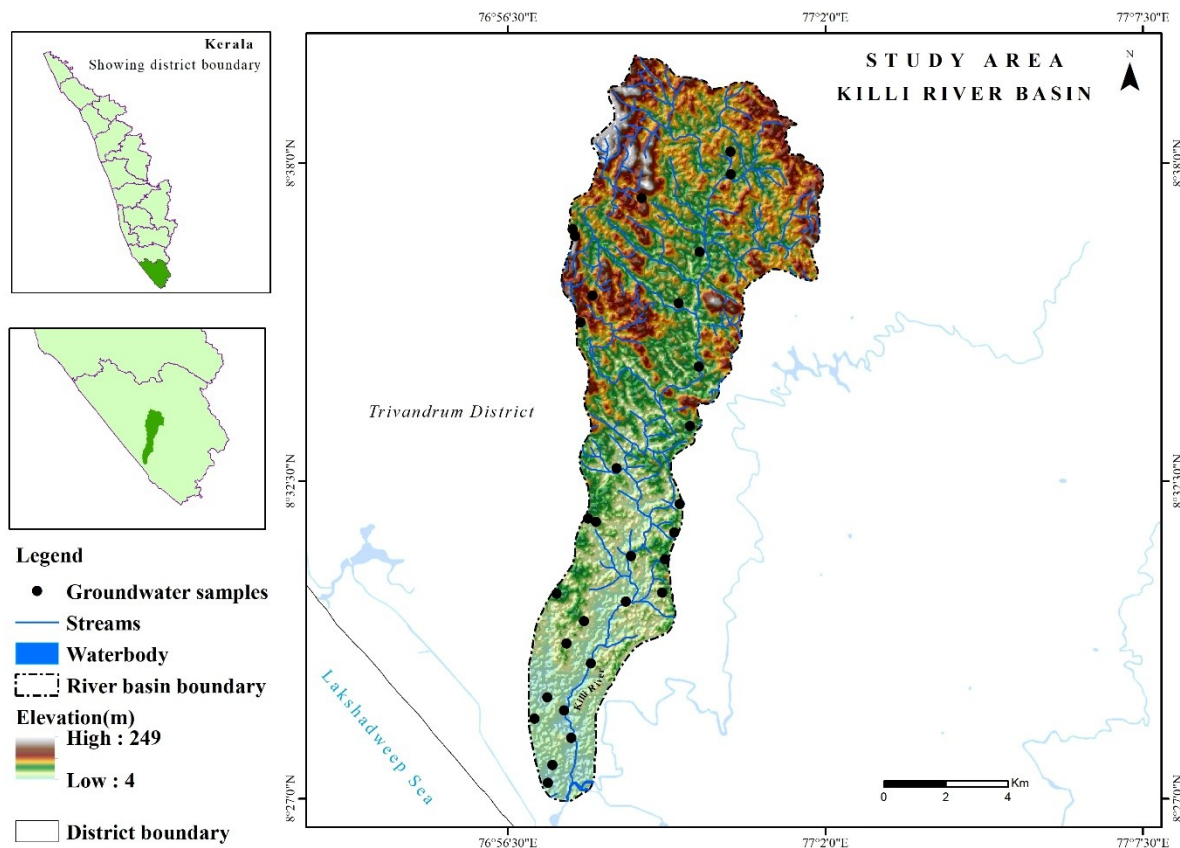 Kerala
Showing district boundary
Legend
Groundwater samples
Streams
Waterbody
River basin boundary
Elevation(m)
High : 249
Low : 4
District boundary
76°56'30"E
77°2'0"E
77°7'30"E
STUDY AREA
KILLI RIVER BASIN
N
8°38'0"N
8°38'0"N
Trivandrum District
8°32'30"N
8°32'30"N
Killi River
Lakshadweep Sea
Km
0 2 4
8°27'0"N
8°27'0"N
76°56'30"E
77°2'0"E
77°7'30"E